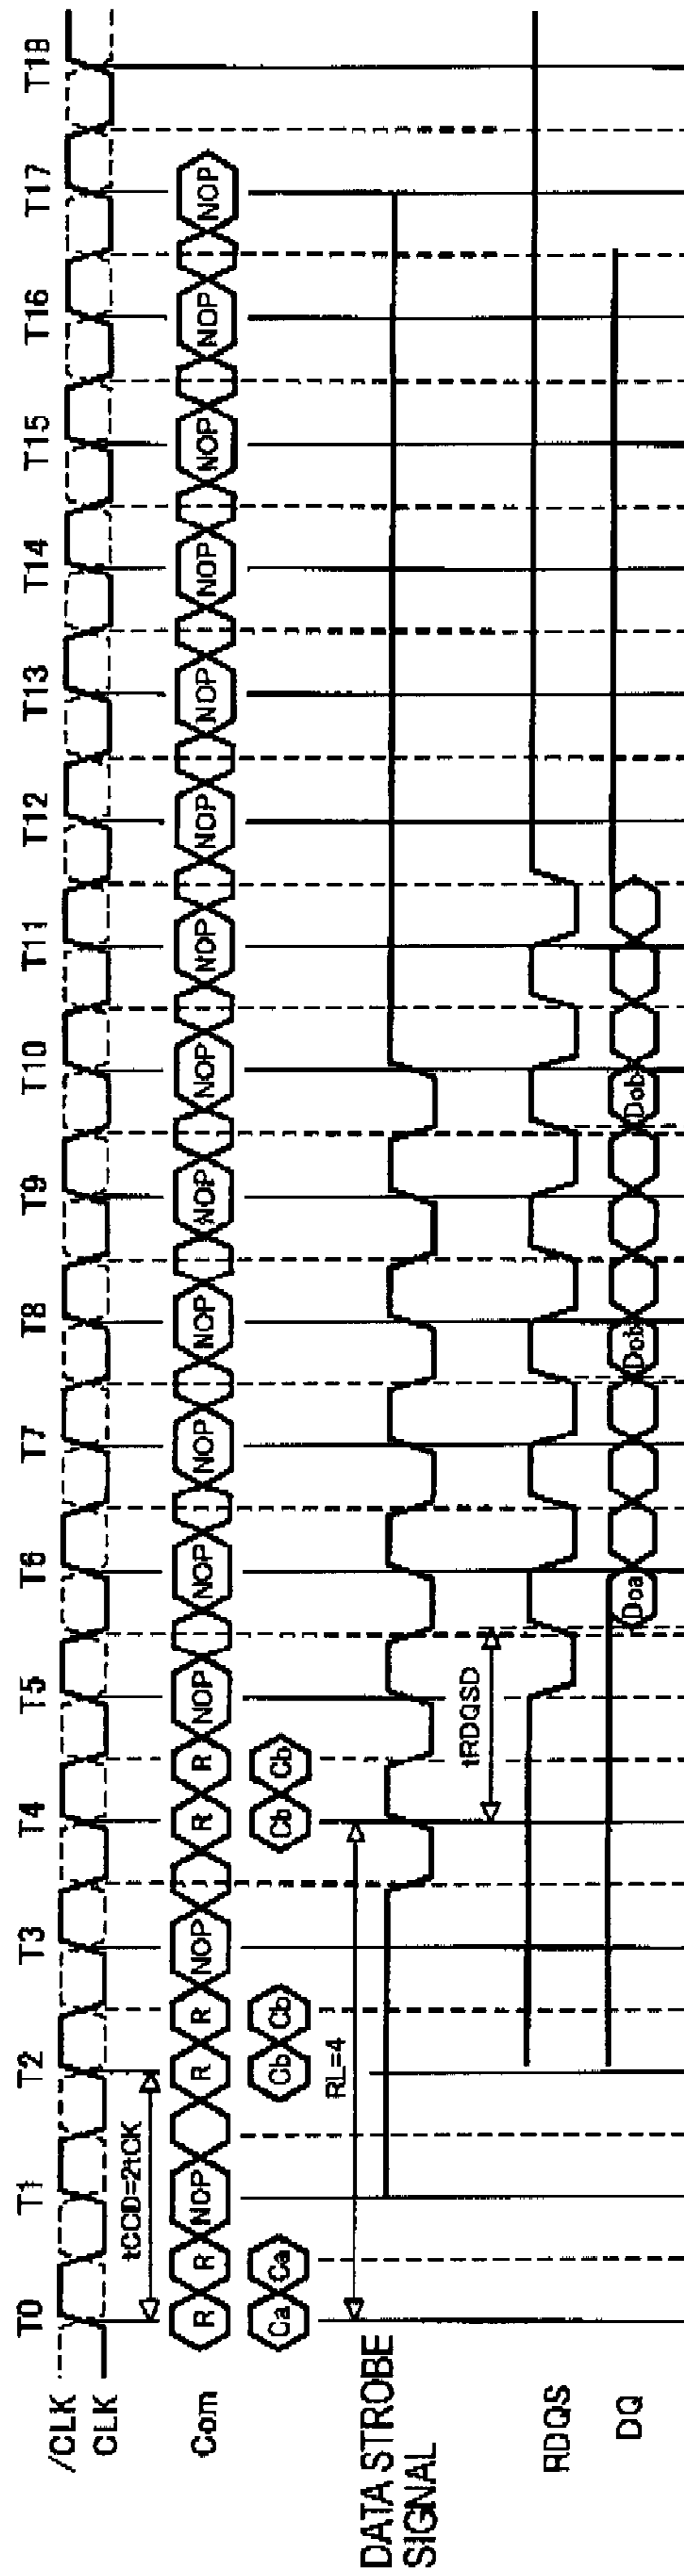 T0 T1 T2 T3 T4 T5 T6 T7 T8 T9 T10 T11 T12 T13 T14 T15 T16 T17 T18
/CLK
CLK
tCCD=2tCK
Com R R NOP R R NOP R R NOP NOP NOP NOP NOP NOP NOP NOP NOP NOP NOP NOP NOP NOP
Ca Ca Cb Cb Cb Cb
RL=4
DATA STROBE
SIGNAL
tRDQSD
RDQS
DQ Doa Dob Dob